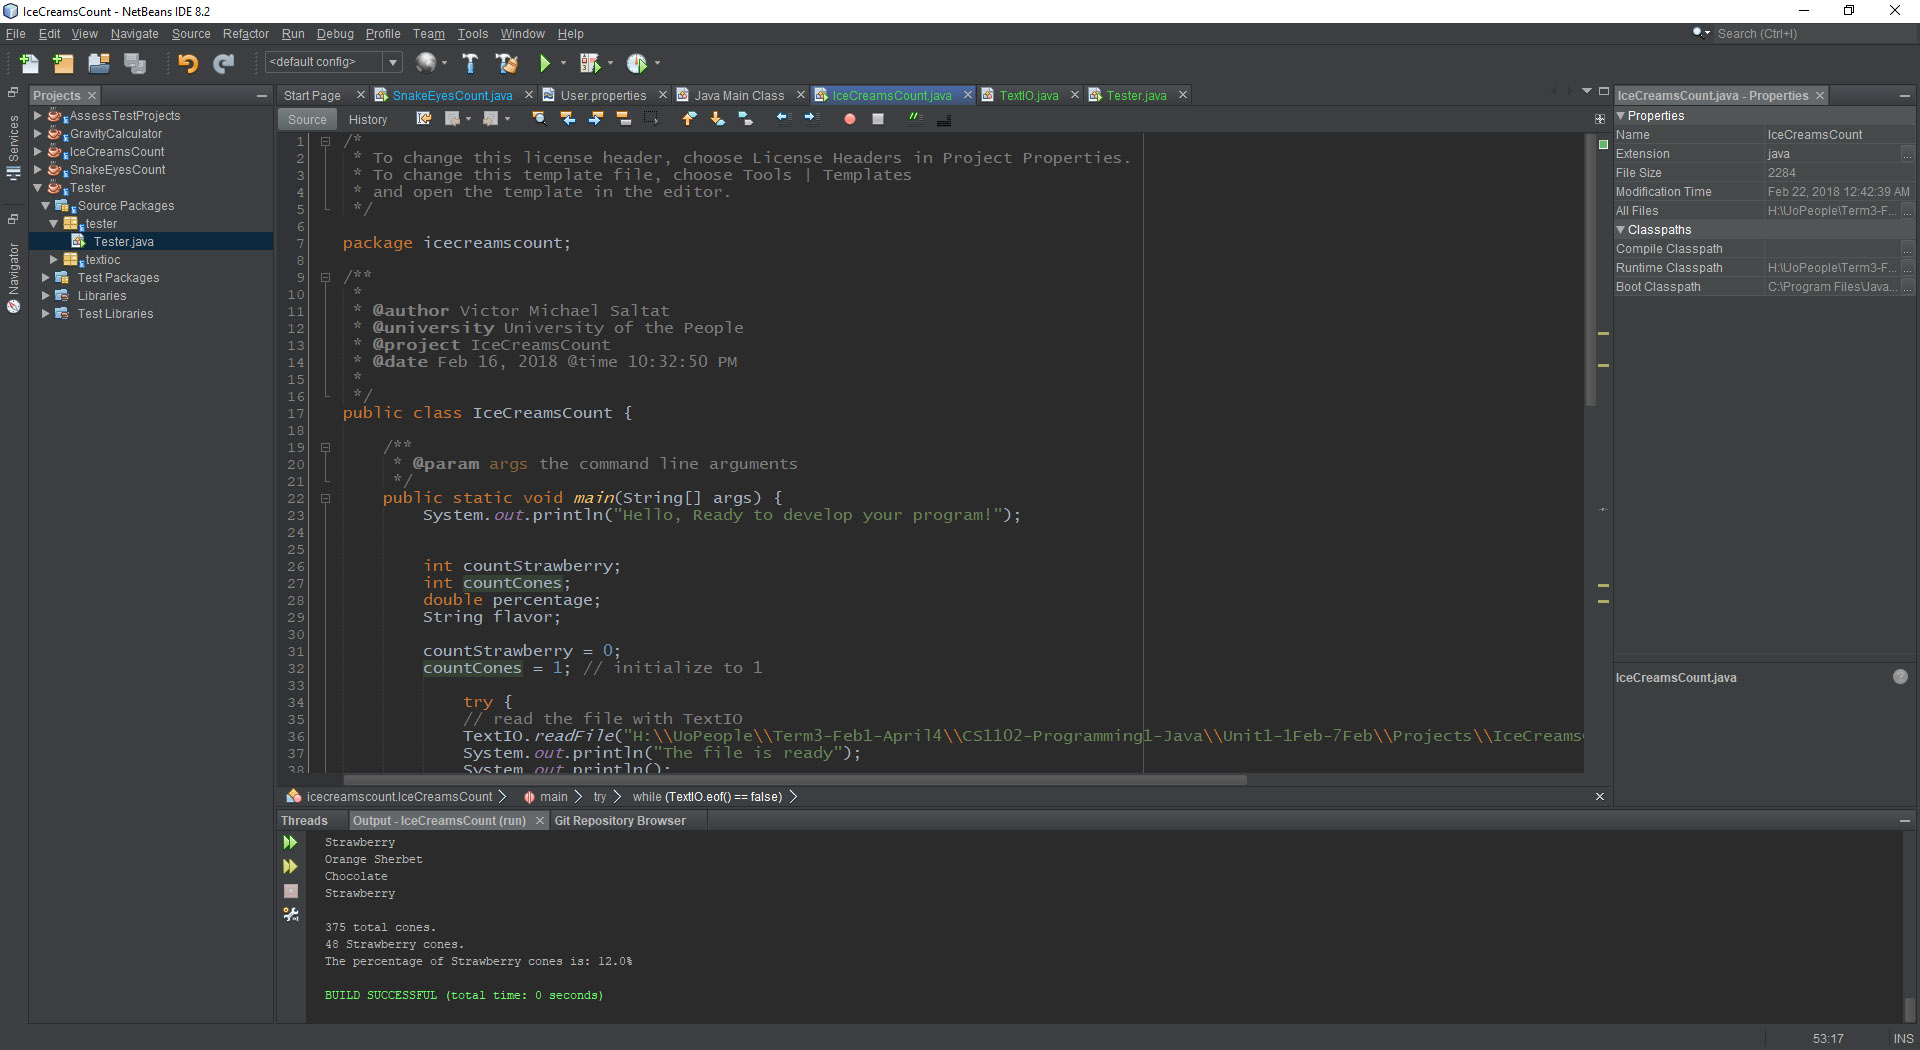 IceCreamsCount - NetBeans IDE 8.2
File Edit View Navigate Source Refactor Run Debug Profile Team Tools Window Help
Search (Ctrl+I)
<default config>
Services
Navigator
Projects
AssessTestProjects
GravityCalculator
IceCreamsCount
SnakeEyesCount
Tester
Source Packages
tester
Tester.java
textioc
Test Packages
Libraries
Test Libraries
Start Page SnakeEyesCount.java User.properties Java Main Class IceCreamsCount.java TextIO.java Tester.java
Source History
1 /*
2 * To change this license header, choose License Headers in Project Properties.
3 * To change this template file, choose Tools | Templates
4 * and open the template in the editor.
5 */
6
7 package icecreamscount;
8
9 /**
10 *
11 * @author Victor Michael Saltat
12 * @university University of the People
13 * @project IceCreamsCount
14 * @date Feb 16, 2018 @time 10:32:50 PM
15 *
16 */
17 public class IceCreamsCount {
18
19 /**
20 * @param args the command line arguments
21 */
22 public static void main(String[] args) {
23 System.out.println("Hello, Ready to develop your program!");
24
25
26 int countStrawberry;
27 int countCones;
28 double percentage;
29 String flavor;
30
31 countStrawberry = 0;
32 countCones = 1; // initialize to 1
33
34 try {
35 // read the file with TextIO
36 TextIO.readFile("H:\\UoPeople\\Term3-Feb1-April4\\CS1102-Programming1-Java\\Unit1-1Feb-7Feb\\Projects\\IceCreams
37 System.out.println("The file is ready");
38 System.out.println();
icecreamscount.IceCreamsCount main try while (TextIO.eof() == false)
Threads Output - IceCreamsCount (run) Git Repository Browser
Strawberry
Orange Sherbet
Chocolate
Strawberry
375 total cones.
48 Strawberry cones.
The percentage of Strawberry cones is: 12.0%
BUILD SUCCESSFUL (total time: 0 seconds)
IceCreamsCount.java - Properties
Properties
Name IceCreamsCount
Extension java ...
File Size 2284
Modification Time Feb 22, 2018 12:42:39 AM
All Files H:\UoPeople\Term3-F... ...
Classpaths
Compile Classpath ...
Runtime Classpath H:\UoPeople\Term3-F... ...
Boot Classpath C:\Program Files\Java... ...
IceCreamsCount.java
53:17 INS